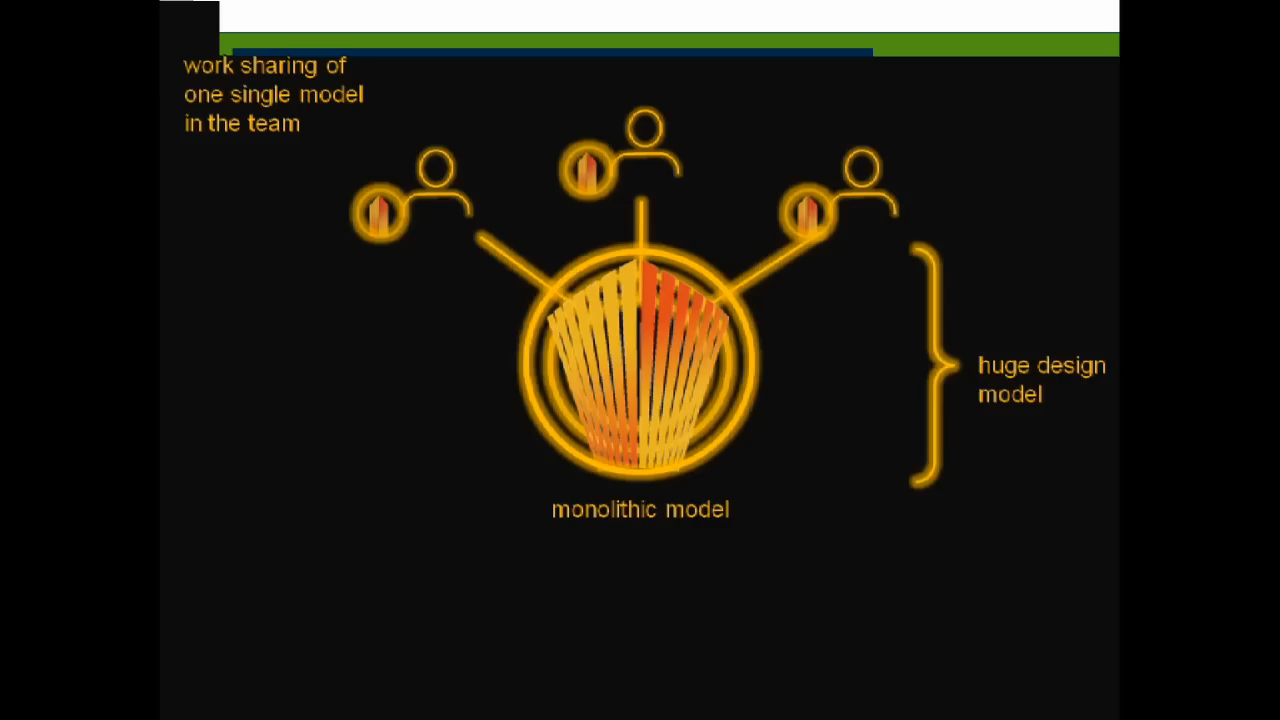 work sharing of
one single model
in the team
huge design
model
monolithic model